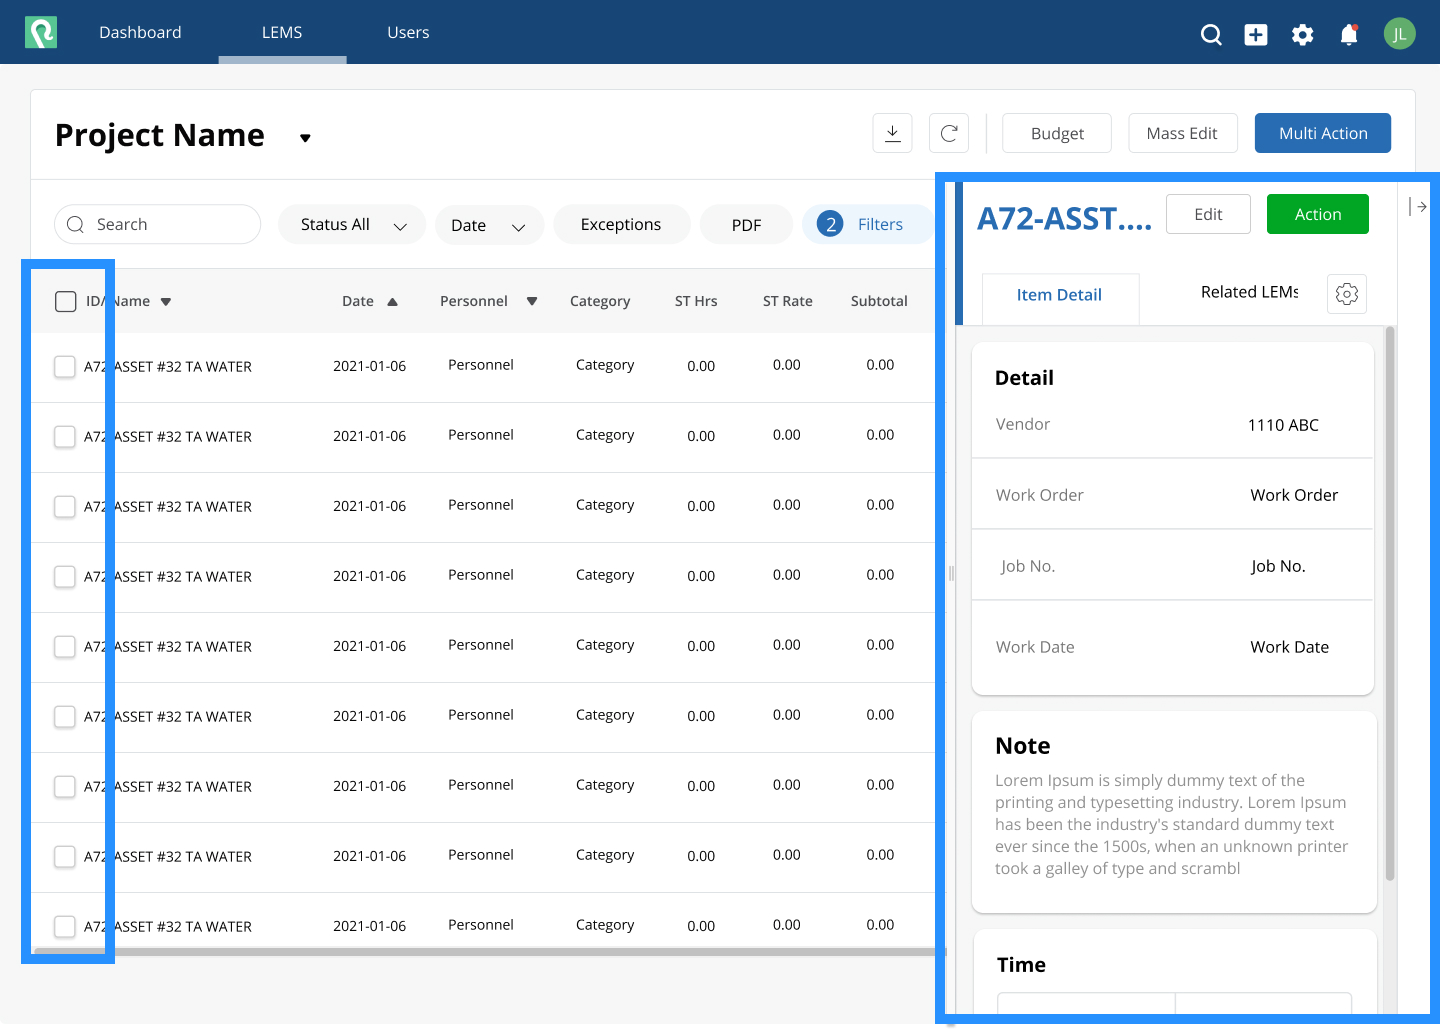 Dashboard LEMS Users JL
Project Name Budget Mass Edit Multi Action
Search Status All Date Exceptions PDF 2 Filters
A72-ASST.... Edit Action
Item Detail Related LEMs
ID/ Name Date Personnel Category ST Hrs ST Rate Subtotal
A72 ASSET #32 TA WATER 2021-01-06 Personnel Category 0.00 0.00 0.00
A72 ASSET #32 TA WATER 2021-01-06 Personnel Category 0.00 0.00 0.00
A72 ASSET #32 TA WATER 2021-01-06 Personnel Category 0.00 0.00 0.00
A72 ASSET #32 TA WATER 2021-01-06 Personnel Category 0.00 0.00 0.00
A72 ASSET #32 TA WATER 2021-01-06 Personnel Category 0.00 0.00 0.00
A72 ASSET #32 TA WATER 2021-01-06 Personnel Category 0.00 0.00 0.00
A72 ASSET #32 TA WATER 2021-01-06 Personnel Category 0.00 0.00 0.00
A72 ASSET #32 TA WATER 2021-01-06 Personnel Category 0.00 0.00 0.00
A72 ASSET #32 TA WATER 2021-01-06 Personnel Category 0.00 0.00 0.00
Detail
Vendor 1110 ABC
Work Order Work Order
Job No. Job No.
Work Date Work Date
Note
Lorem Ipsum is simply dummy text of the
printing and typesetting industry. Lorem Ipsum
has been the industry's standard dummy text
ever since the 1500s, when an unknown printer
took a galley of type and scrambl
Time